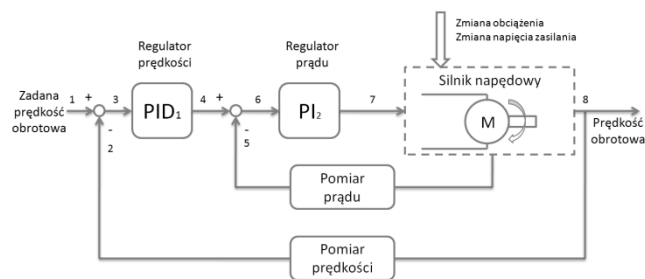 Zmiana obciążenia
Zmiana napięcia zasilania
Regulator
prędkości
Regulator
prądu
Silnik napędowy
Zadana
prędkość
obrotowa
1
+
3
PID1
4
+
6
PI2
7
M
8
Prędkość
obrotowa
-
2
-
5
Pomiar
prądu
Pomiar
prędkości